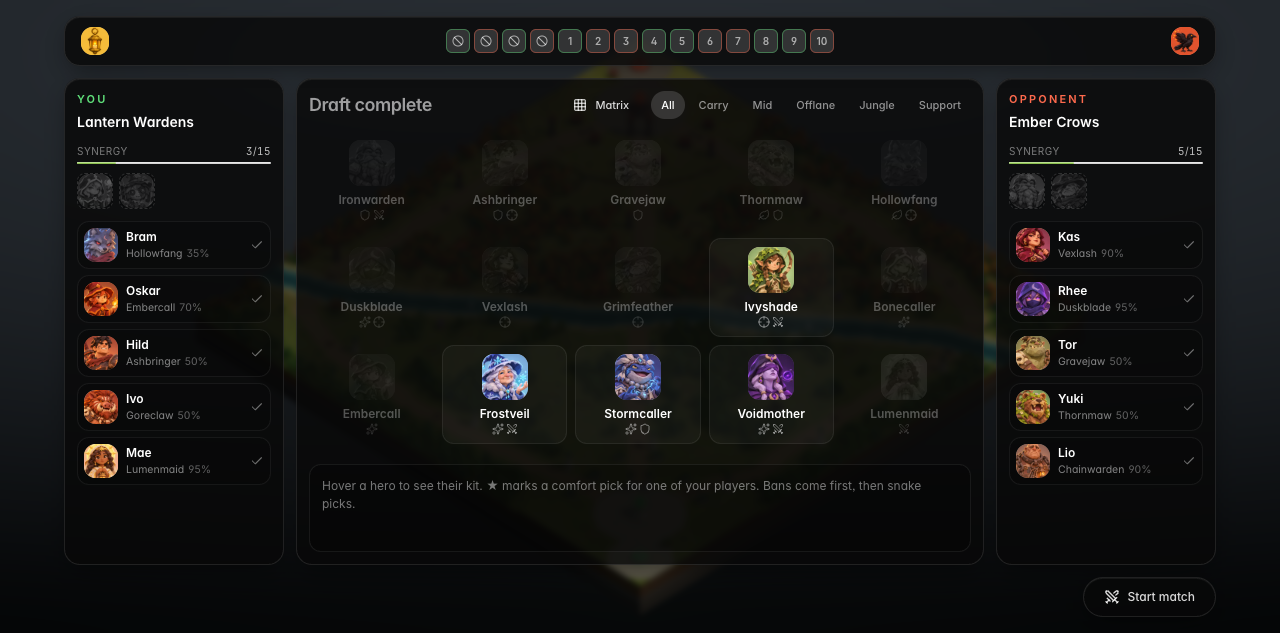 1 2 3 4 5 6 7 8 9 10
YOU
Lantern Wardens
SYNERGY 3/15
Bram
Hollowfang 35%
Oskar
Embercall 70%
Hild
Ashbringer 50%
Ivo
Goreclaw 50%
Mae
Lumenmaid 95%
Draft complete
Matrix All Carry Mid Offlane Jungle Support
Ironwarden Ashbringer Gravejaw Thornmaw Hollowfang
Duskblade Vexlash Grimfeather Ivyshade Bonecaller
Embercall Frostveil Stormcaller Voidmother Lumenmaid
Hover a hero to see their kit. ★ marks a comfort pick for one of your players. Bans come first, then snake
picks.
OPPONENT
Ember Crows
SYNERGY 5/15
Kas
Vexlash 90%
Rhee
Duskblade 95%
Tor
Gravejaw 50%
Yuki
Thornmaw 50%
Lio
Chainwarden 90%
Start match